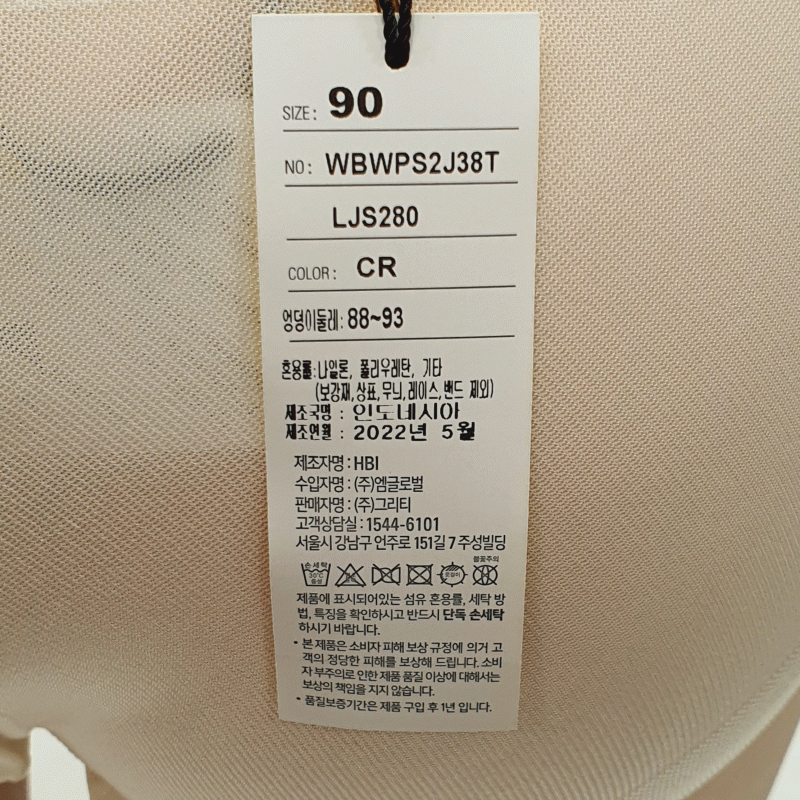 SIZE: 90
NO: WBWPS2J38T
LJS280
COLOR: CR
엉덩이둘레: 88~93
혼용률:나일론, 폴리우레탄, 기타
(보강재,상표,무늬,레이스,밴드 제외)
제조국명 : 인도네시아
제조연월 : 2022년 5월
제조자명 : HBI
수입자명 : (주)엠글로벌
판매자명 : (주)그리티
고객상담실 : 1544-6101
서울시 강남구 언주로 151길 7 주성빌딩
손세탁 30℃ 중성
불꽃주의
제품에 표시되어있는 섬유 혼용률, 세탁 방
법, 특징을 확인하시고 반드시 단독 손세탁
하시기 바랍니다.
• 본 제품은 소비자 피해 보상 규정에 의거 고
객의 정당한 피해를 보상해 드립니다. 소비
자 부주의로 인한 제품 품질 이상에 대해서는
보상의 책임을 지지 않습니다.
• 품질보증기간은 제품 구입 후 1년 입니다.